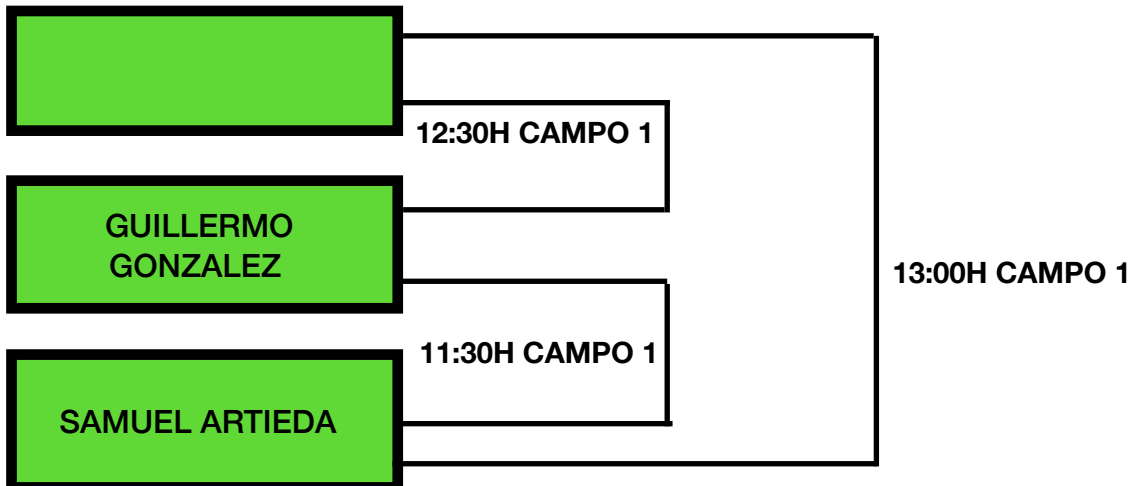 12:30H CAMPO 1
GUILLERMO
GONZALEZ
13:00H CAMPO 1
11:30H CAMPO 1
SAMUEL ARTIEDA